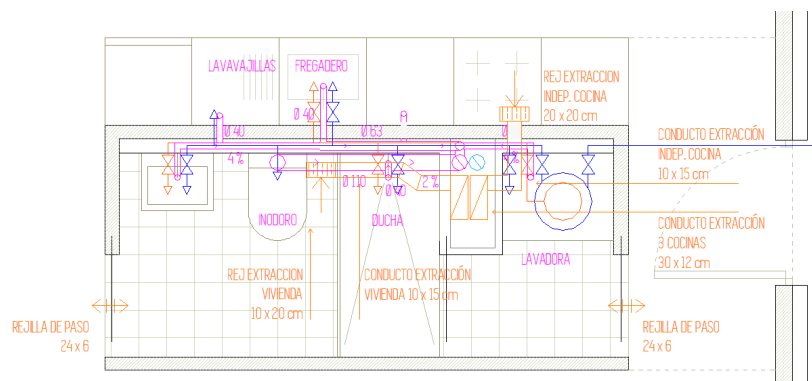 LAVAVAJILLAS
FREGADERO
REJ EXTRACCION
INDEP. COCINA
20 x 20 cm
Ø 40
Ø 40
Ø 63
4 %
CONDUCTO EXTRACCIÓN
INDEP. COCINA
10 x 15 cm
Ø 110
2 %
INODORO
DUCHA
LAVADORA
CONDUCTO EXTRACCIÓN
3 COCINAS
30 x 12 cm
REJ EXTRACCION
VIVIENDA
10 x 20 cm
CONDUCTO EXTRACCIÓN
VIVIENDA 10 x 15 cm
REJILLA DE PASO
24 x 6
REJILLA DE PASO
24 x 6